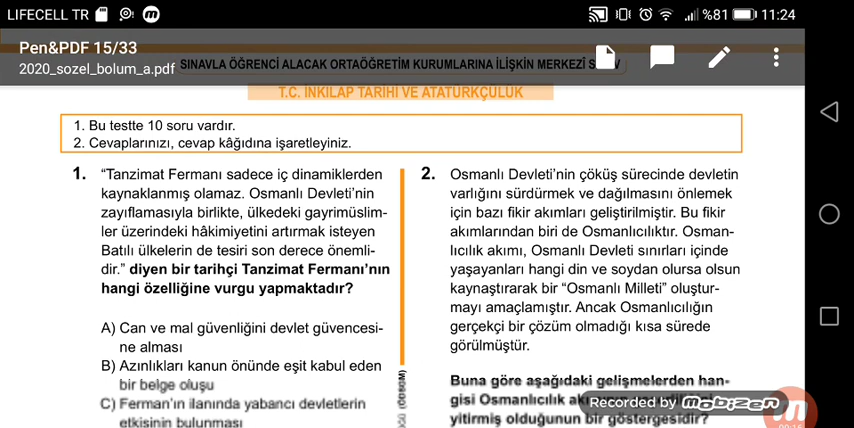 LIFECELL TR %81 11:24
Pen&PDF 15/33
2020_sozel_bolum_a.pdf
SINAVLA ÖĞRENCİ ALACAK ORTAÖĞRETİM KURUMLARINA İLİŞKİN MERKEZÎ
T.C. İNKILAP TARİHİ VE ATATÜRKÇÜLÜK
1. Bu testte 10 soru vardır.
2. Cevaplarınızı, cevap kâğıdına işaretleyiniz.
1. “Tanzimat Fermanı sadece iç dinamiklerden
kaynaklanmış olamaz. Osmanlı Devleti’nin
zayıflamasıyla birlikte, ülkedeki gayrimüslim-
ler üzerindeki hâkimiyetini artırmak isteyen
Batılı ülkelerin de tesiri son derece önemli-
dir.” diyen bir tarihçi Tanzimat Fermanı’nın
hangi özelliğine vurgu yapmaktadır?
A) Can ve mal güvenliğini devlet güvencesi-
ne alması
B) Azınlıkları kanun önünde eşit kabul eden
bir belge oluşu
C) Ferman’ın ilanında yabancı devletlerin
etkisinin bulunması
(ÖDSGM)
2. Osmanlı Devleti’nin çöküş sürecinde devletin
varlığını sürdürmek ve dağılmasını önlemek
için bazı fikir akımları geliştirilmiştir. Bu fikir
akımlarından biri de Osmanlıcılıktır. Osman-
lıcılık akımı, Osmanlı Devleti sınırları içinde
yaşayanları hangi din ve soydan olursa olsun
kaynaştırarak bir “Osmanlı Milleti” oluştur-
mayı amaçlamıştır. Ancak Osmanlıcılığın
gerçekçi bir çözüm olmadığı kısa sürede
görülmüştür.
Buna göre aşağıdaki gelişmelerden han-
gisi Osmanlıcılık
yitirmiş olduğunun bir göstergesidir?
Recorded by MOBIZEN